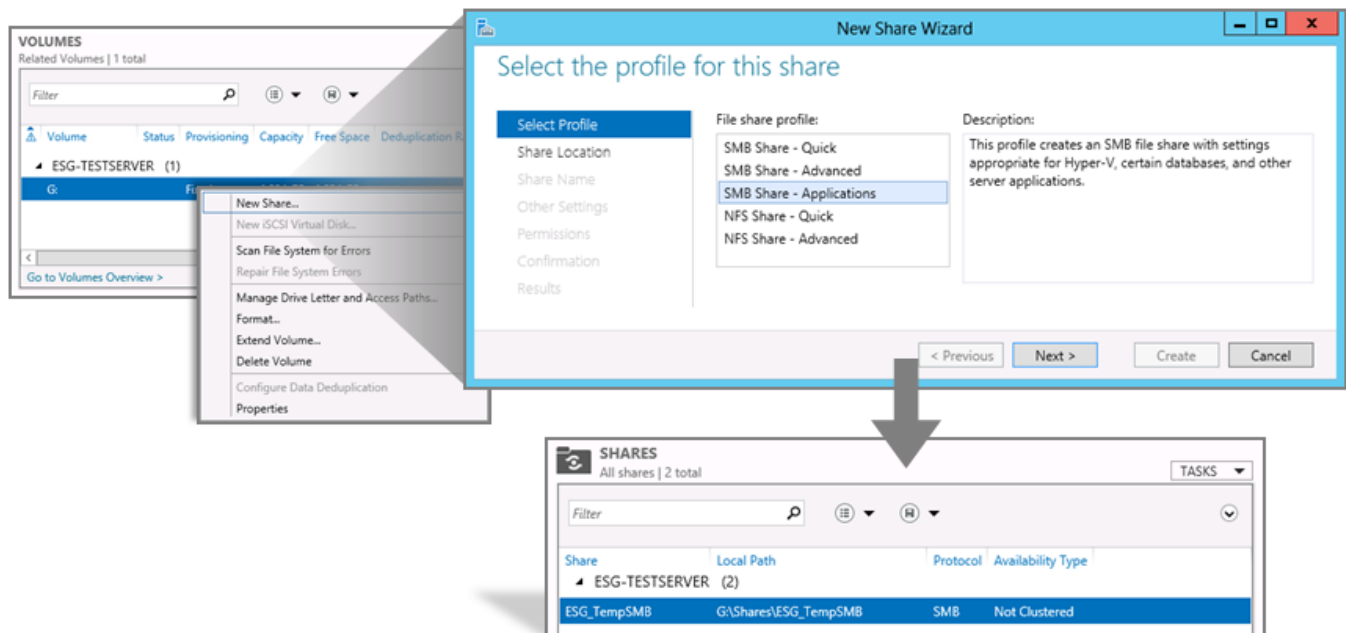 VOLUMES
Related Volumes | 1 total
Filter
Volume Status Provisioning Capacity Free Space Deduplication
ESG-TESTSERVER (1)
G:
New Share...
New iSCSI Virtual Disk...
Scan File System for Errors
Repair File System Errors
Manage Drive Letter and Access Paths...
Format...
Extend Volume...
Delete Volume
Configure Data Deduplication
Properties
Go to Volumes Overview >
New Share Wizard
Select the profile for this share
Select Profile
Share Location
Share Name
Other Settings
Permissions
Confirmation
Results
File share profile:
SMB Share - Quick
SMB Share - Advanced
SMB Share - Applications
NFS Share - Quick
NFS Share - Advanced
Description:
This profile creates an SMB file share with settings
appropriate for Hyper-V, certain databases, and other
server applications.
< Previous
Next >
Create
Cancel
SHARES
All shares | 2 total
TASKS
Filter
Share Local Path Protocol Availability Type
ESG-TESTSERVER (2)
ESG_TempSMB G:\Shares\ESG_TempSMB SMB Not Clustered